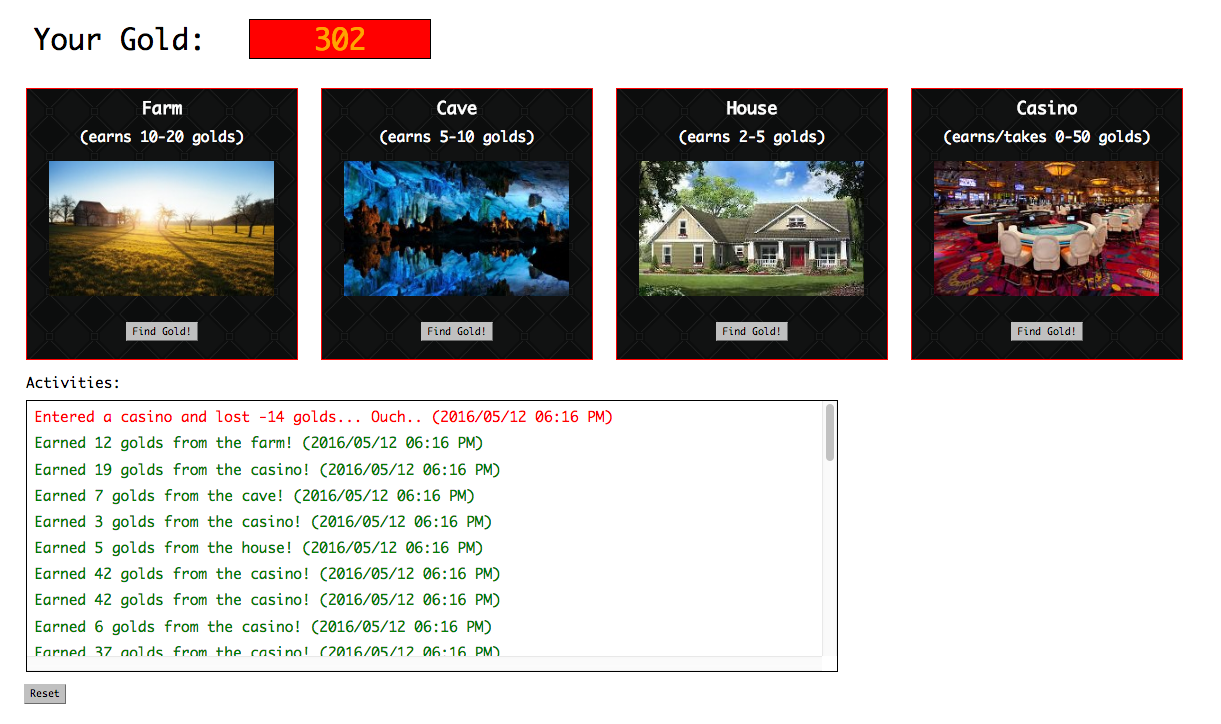 Your Gold: 302
Farm
(earns 10-20 golds)
Find Gold!
Cave
(earns 5-10 golds)
Find Gold!
House
(earns 2-5 golds)
Find Gold!
Casino
(earns/takes 0-50 golds)
Find Gold!
Activities:
Entered a casino and lost -14 golds... Ouch.. (2016/05/12 06:16 PM)
Earned 12 golds from the farm! (2016/05/12 06:16 PM)
Earned 19 golds from the casino! (2016/05/12 06:16 PM)
Earned 7 golds from the cave! (2016/05/12 06:16 PM)
Earned 3 golds from the casino! (2016/05/12 06:16 PM)
Earned 5 golds from the house! (2016/05/12 06:16 PM)
Earned 42 golds from the casino! (2016/05/12 06:16 PM)
Earned 42 golds from the casino! (2016/05/12 06:16 PM)
Earned 6 golds from the casino! (2016/05/12 06:16 PM)
Earned 37 golds from the casino! (2016/05/12 06:16 PM)
Reset